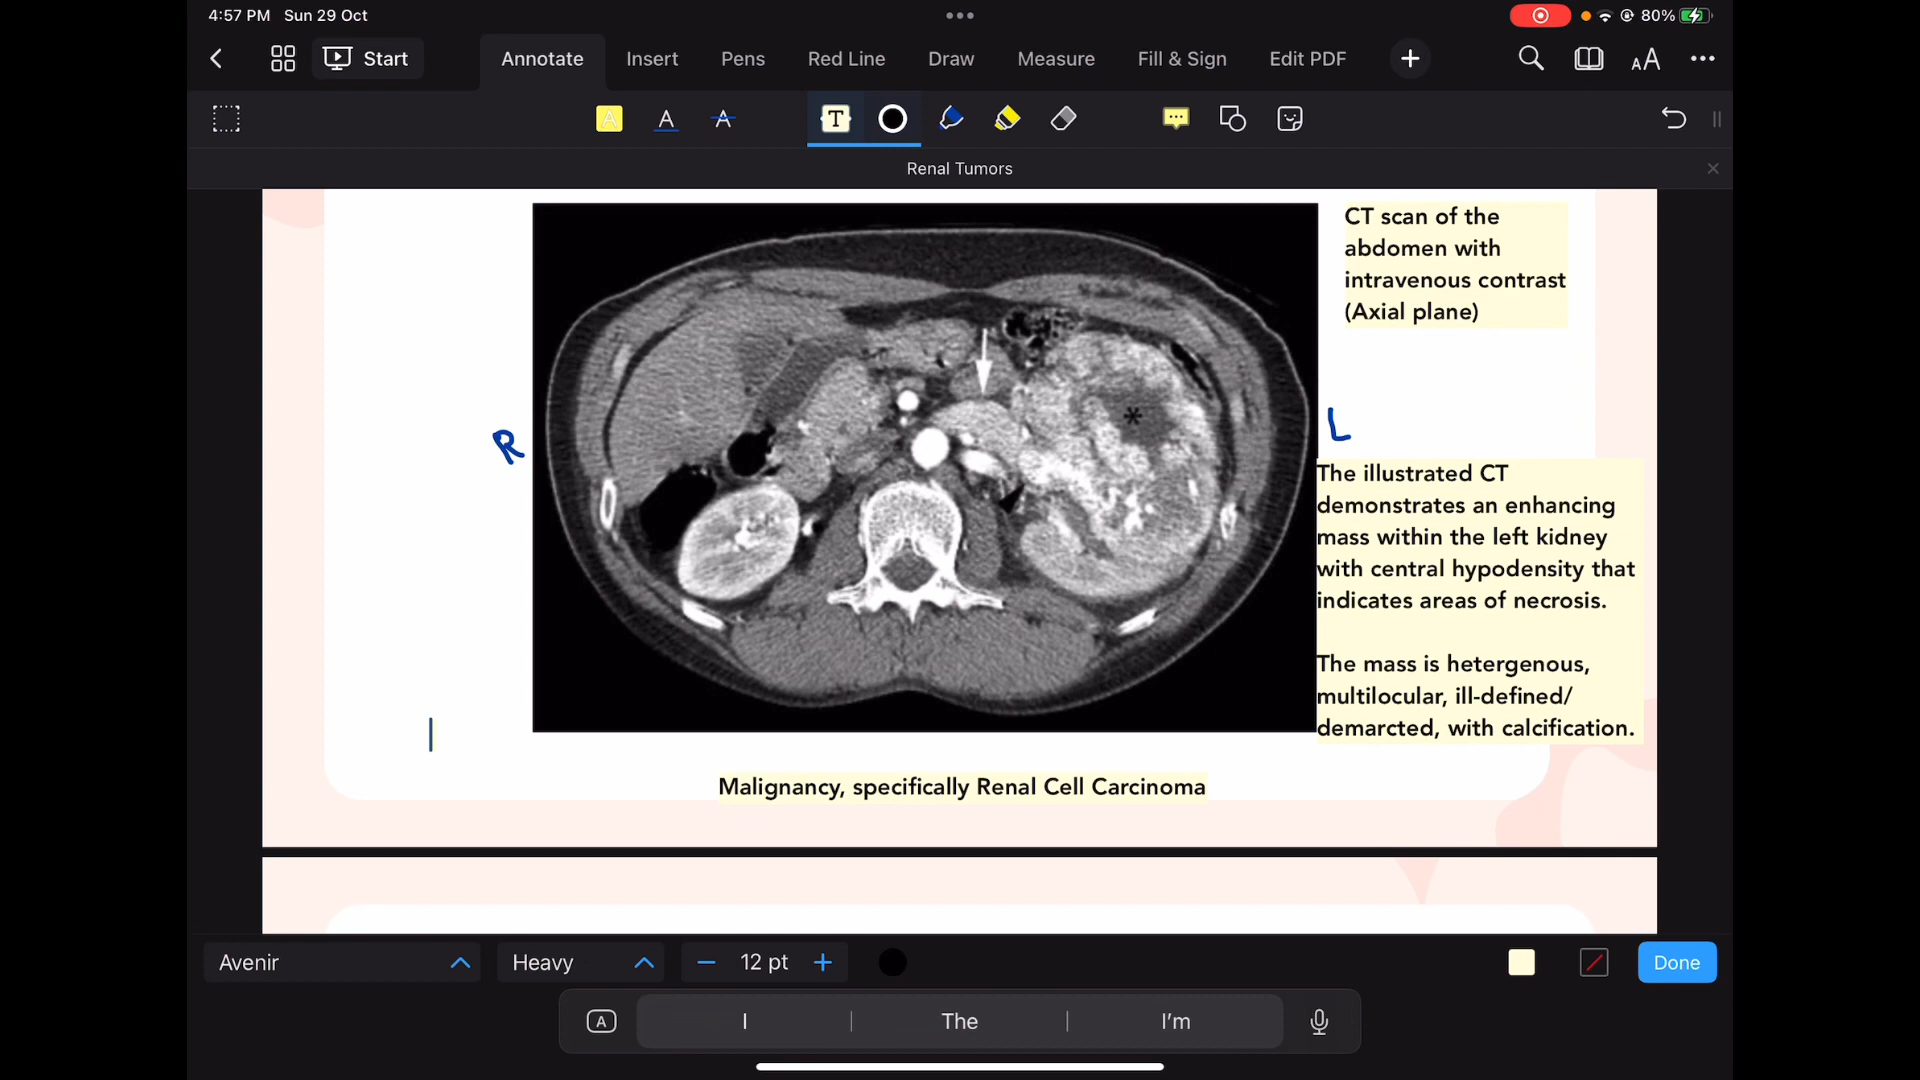 4:57 PM Sun 29 Oct
80%
Start
Annotate Insert Pens Red Line Draw Measure Fill & Sign Edit PDF
AA
A A A T
Renal Tumors
CT scan of the
abdomen with
intravenous contrast
(Axial plane)
*
R
L
The illustrated CT
demonstrates an enhancing
mass within the left kidney
with central hypodensity that
indicates areas of necrosis.
The mass is hetergenous,
multilocular, ill-defined/
demarcted, with calcification.
Malignancy, specifically Renal Cell Carcinoma
Avenir Heavy 12 pt Done
A I The I'm